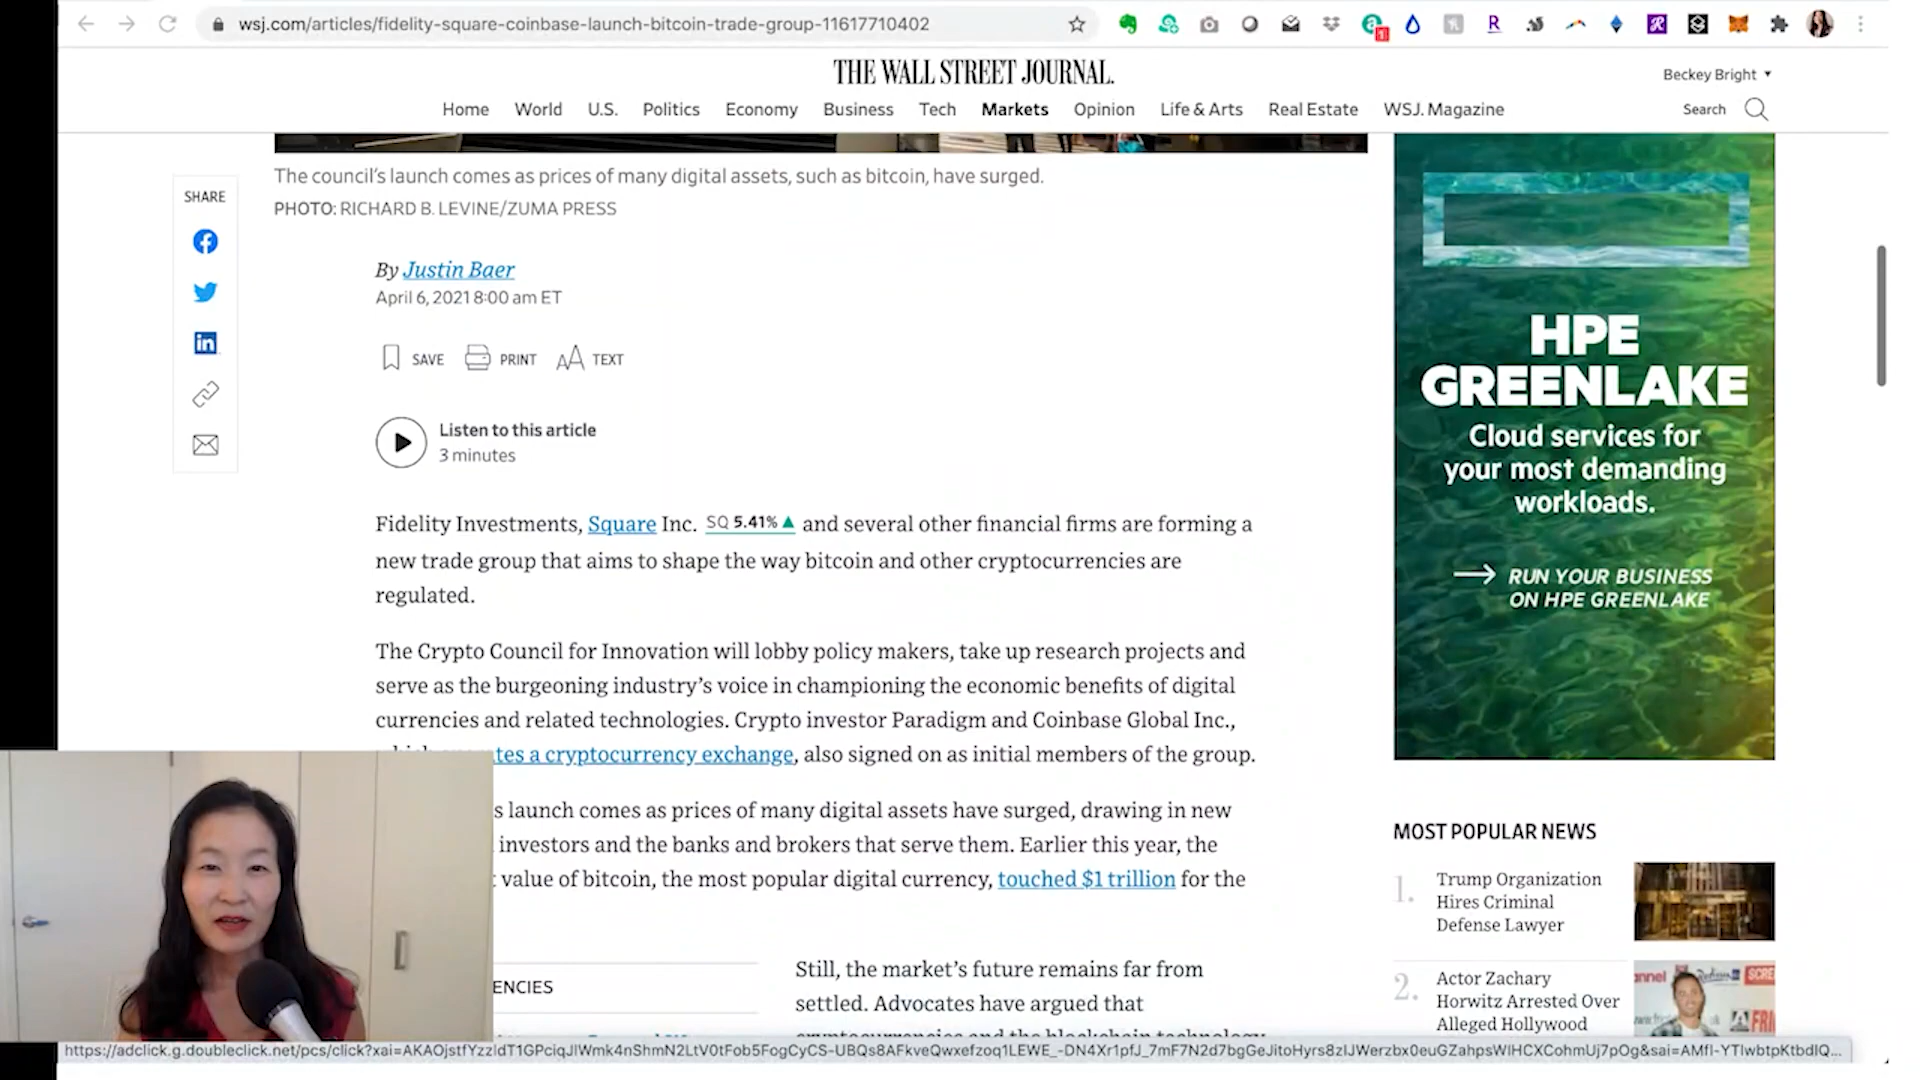 wsj.com/articles/fidelity-square-coinbase-launch-bitcoin-trade-group-11617710402
THE WALL STREET JOURNAL.
Beckey Bright
Home World U.S. Politics Economy Business Tech Markets Opinion Life & Arts Real Estate WSJ. Magazine
Search
The council's launch comes as prices of many digital assets, such as bitcoin, have surged.
PHOTO: RICHARD B. LEVINE/ZUMA PRESS
SHARE
By Justin Baer
April 6, 2021 8:00 am ET
SAVE PRINT TEXT
Listen to this article
3 minutes
Fidelity Investments, Square Inc. SQ 5.41% ▲ and several other financial firms are forming a
new trade group that aims to shape the way bitcoin and other cryptocurrencies are
regulated.
The Crypto Council for Innovation will lobby policy makers, take up research projects and
serve as the burgeoning industry's voice in championing the economic benefits of digital
currencies and related technologies. Crypto investor Paradigm and Coinbase Global Inc.,
tes a cryptocurrency exchange, also signed on as initial members of the group.
s launch comes as prices of many digital assets have surged, drawing in new
investors and the banks and brokers that serve them. Earlier this year, the
value of bitcoin, the most popular digital currency, touched $1 trillion for the
ENCIES
Still, the market's future remains far from
settled. Advocates have argued that
cryptocurrencies and the blockchain technology
HPE
GREENLAKE
Cloud services for
your most demanding
workloads.
RUN YOUR BUSINESS
ON HPE GREENLAKE
MOST POPULAR NEWS
1. Trump Organization
Hires Criminal
Defense Lawyer
2. Actor Zachary
Horwitz Arrested Over
Alleged Hollywood